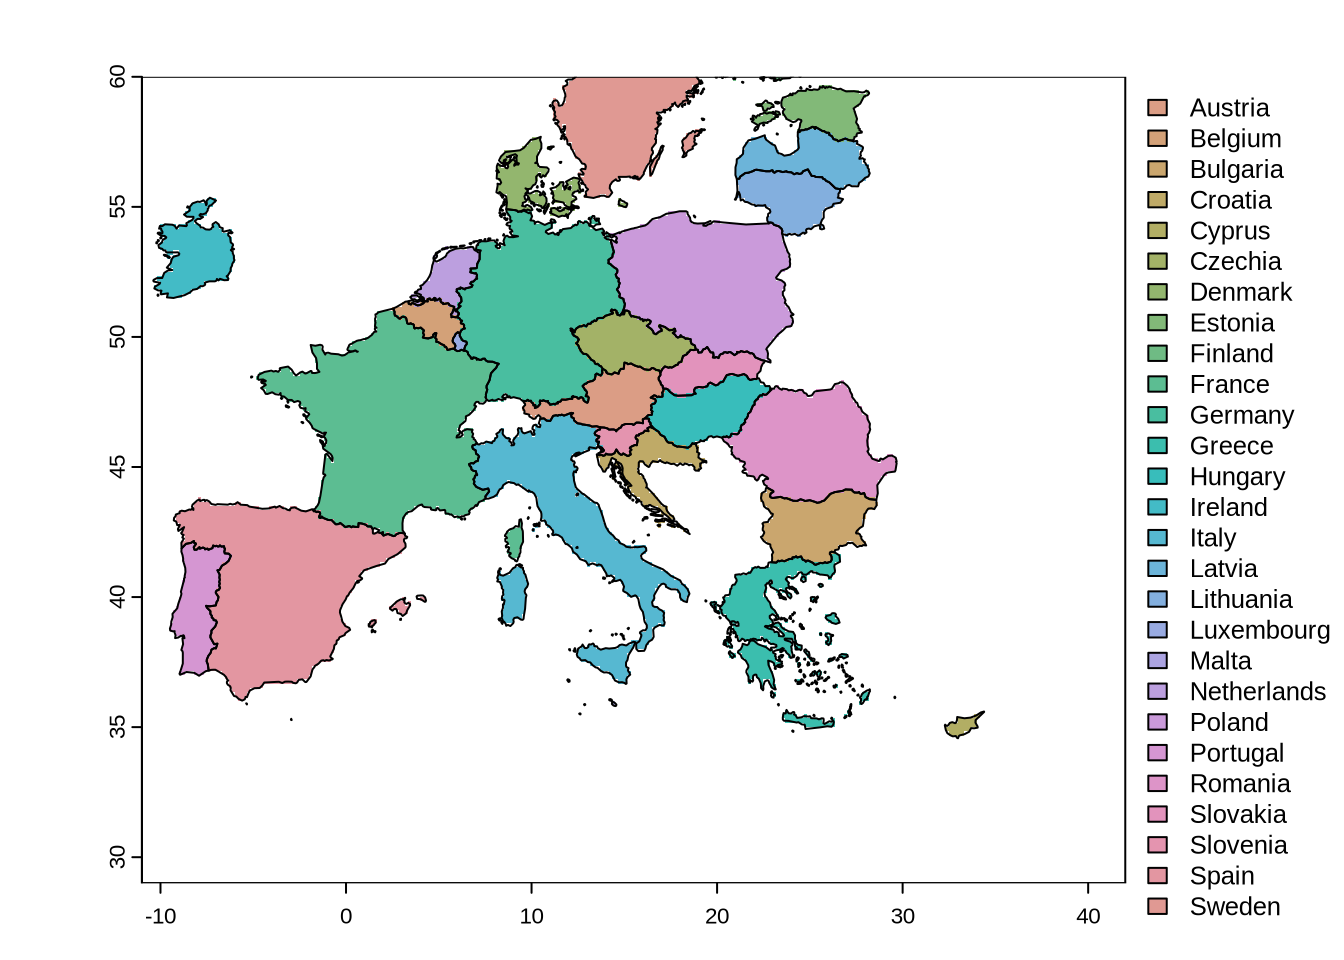 60
55
50
45
40
35
30
-10 0 10 20 30 40
Austria
Belgium
Bulgaria
Croatia
Cyprus
Czechia
Denmark
Estonia
Finland
France
Germany
Greece
Hungary
Ireland
Italy
Latvia
Lithuania
Luxembourg
Malta
Netherlands
Poland
Portugal
Romania
Slovakia
Slovenia
Spain
Sweden